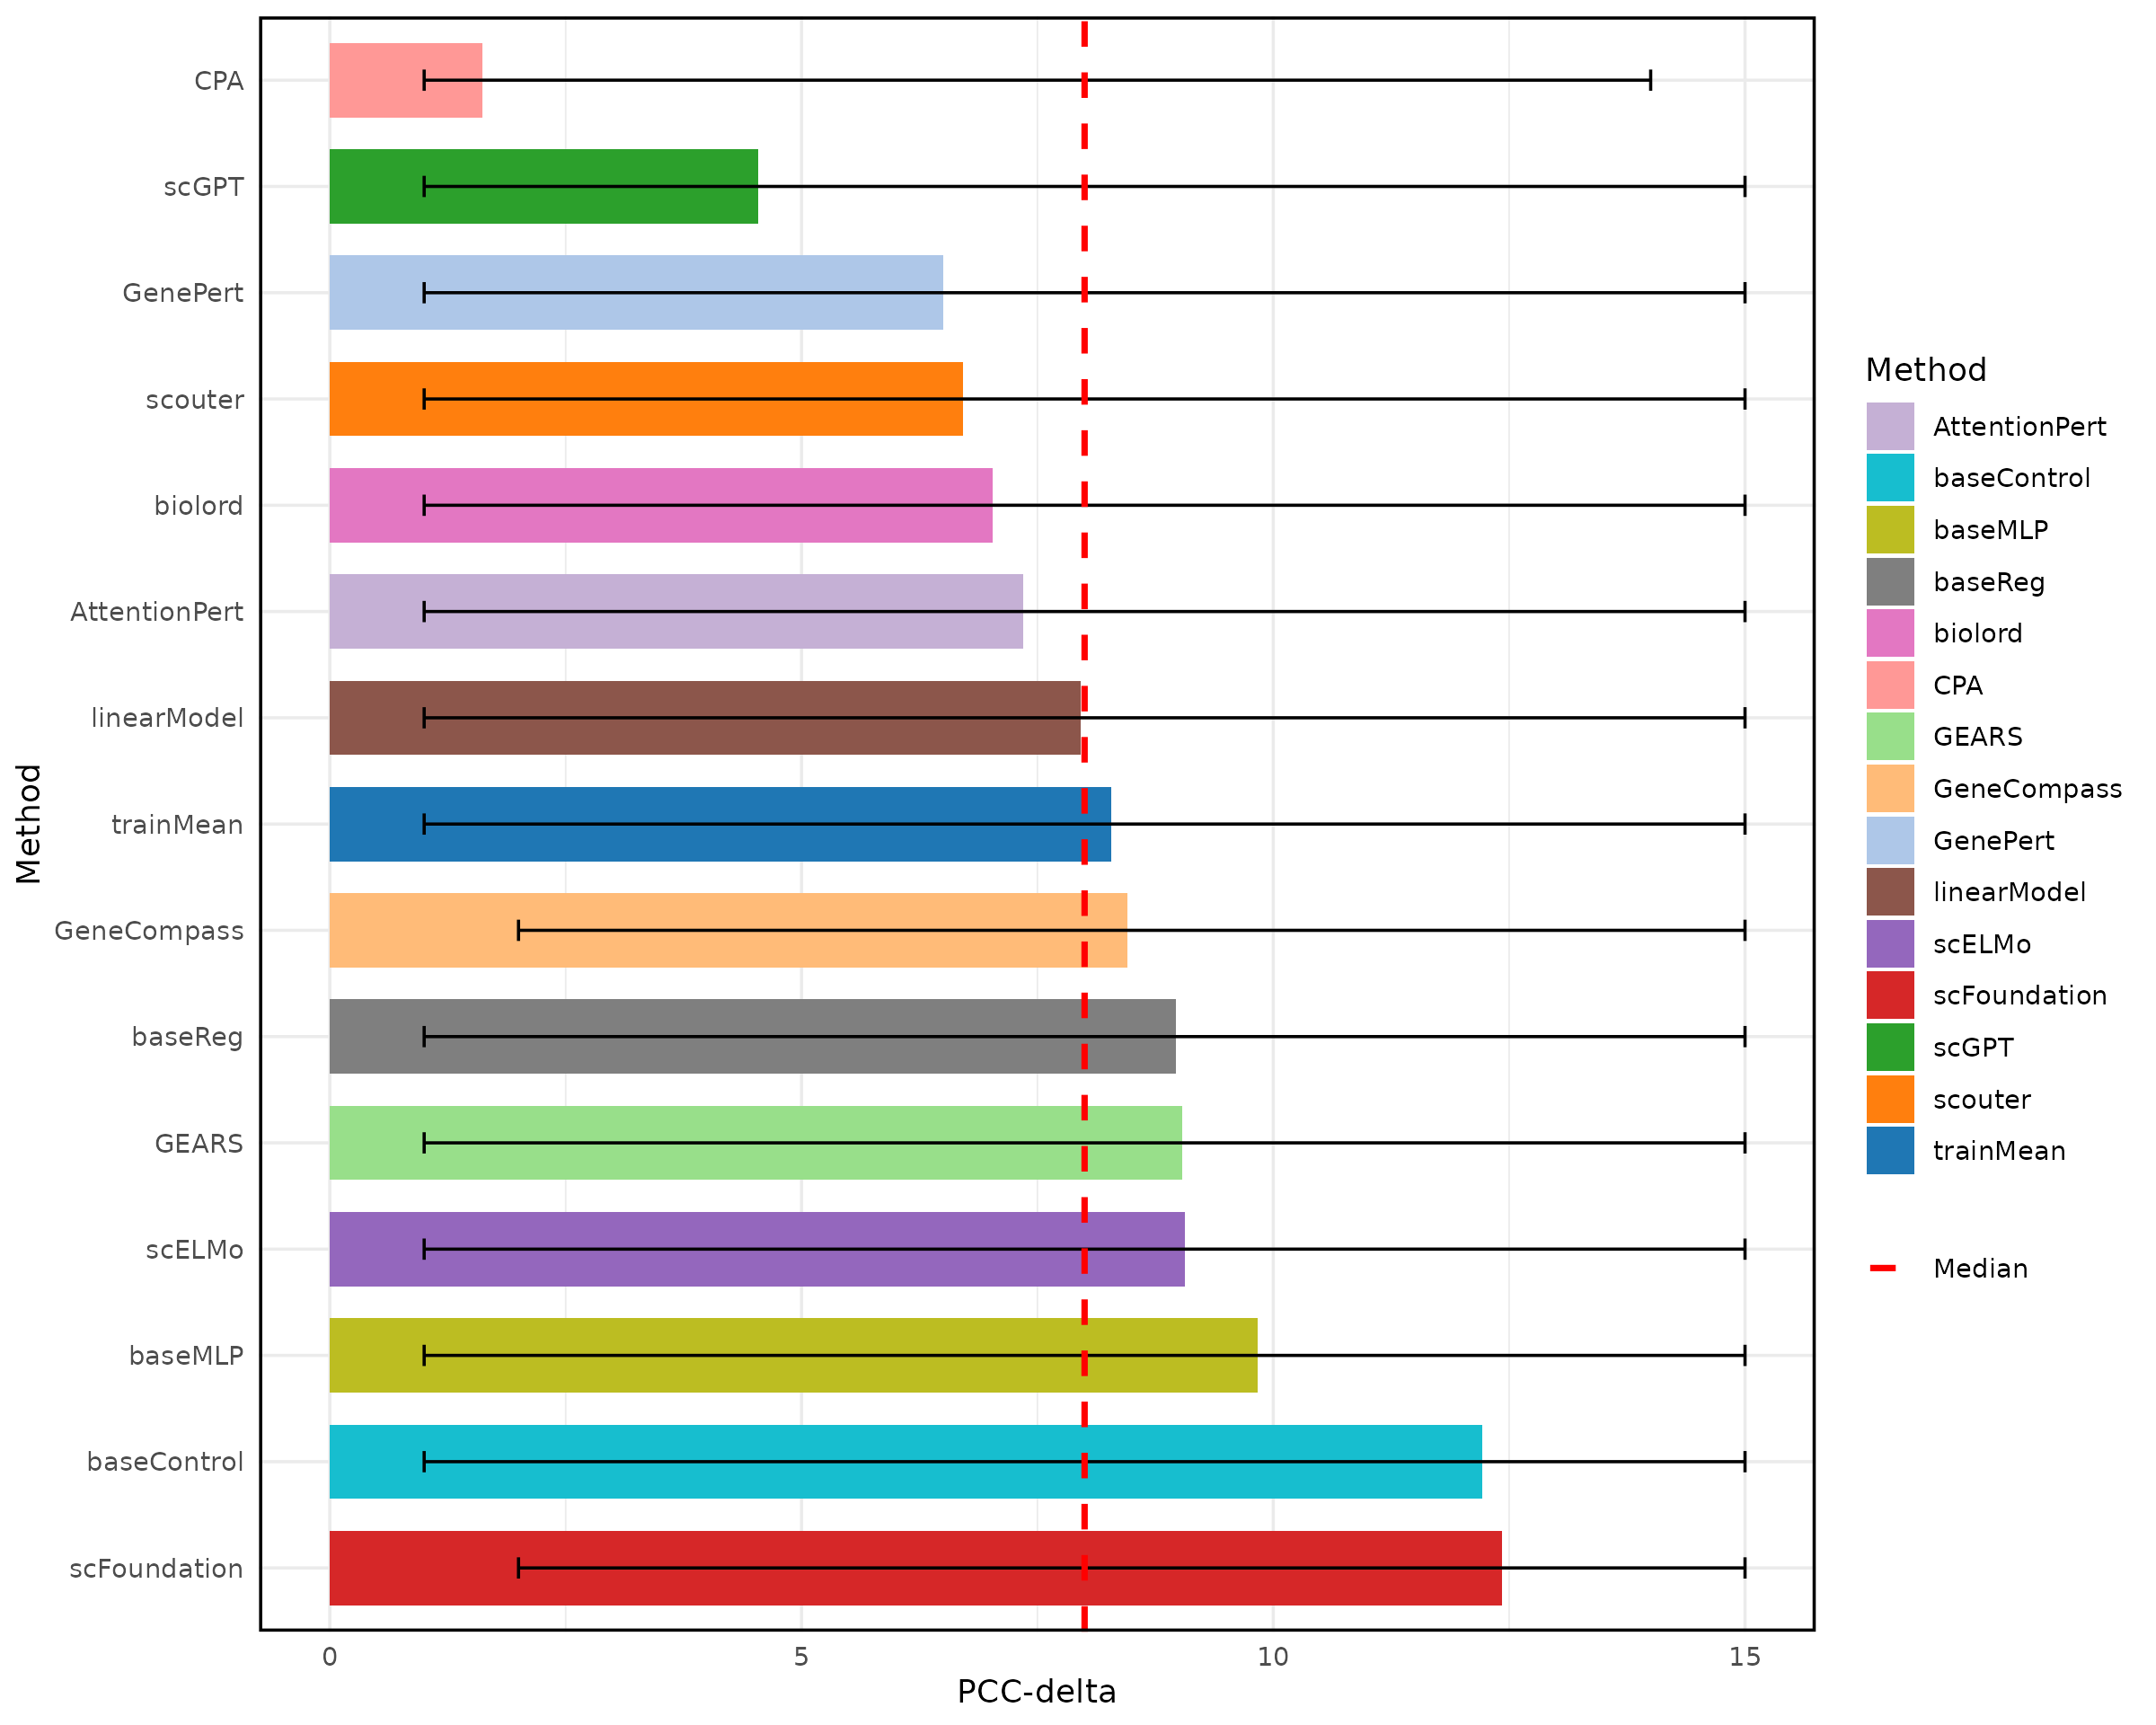 Method
CPA
scGPT
GenePert
scouter
biolord
AttentionPert
linearModel
trainMean
GeneCompass
baseReg
GEARS
scELMo
baseMLP
baseControl
scFoundation
0
5
10
15
PCC-delta
Method
AttentionPert
baseControl
baseMLP
baseReg
biolord
CPA
GEARS
GeneCompass
GenePert
linearModel
scELMo
scFoundation
scGPT
scouter
trainMean
Median